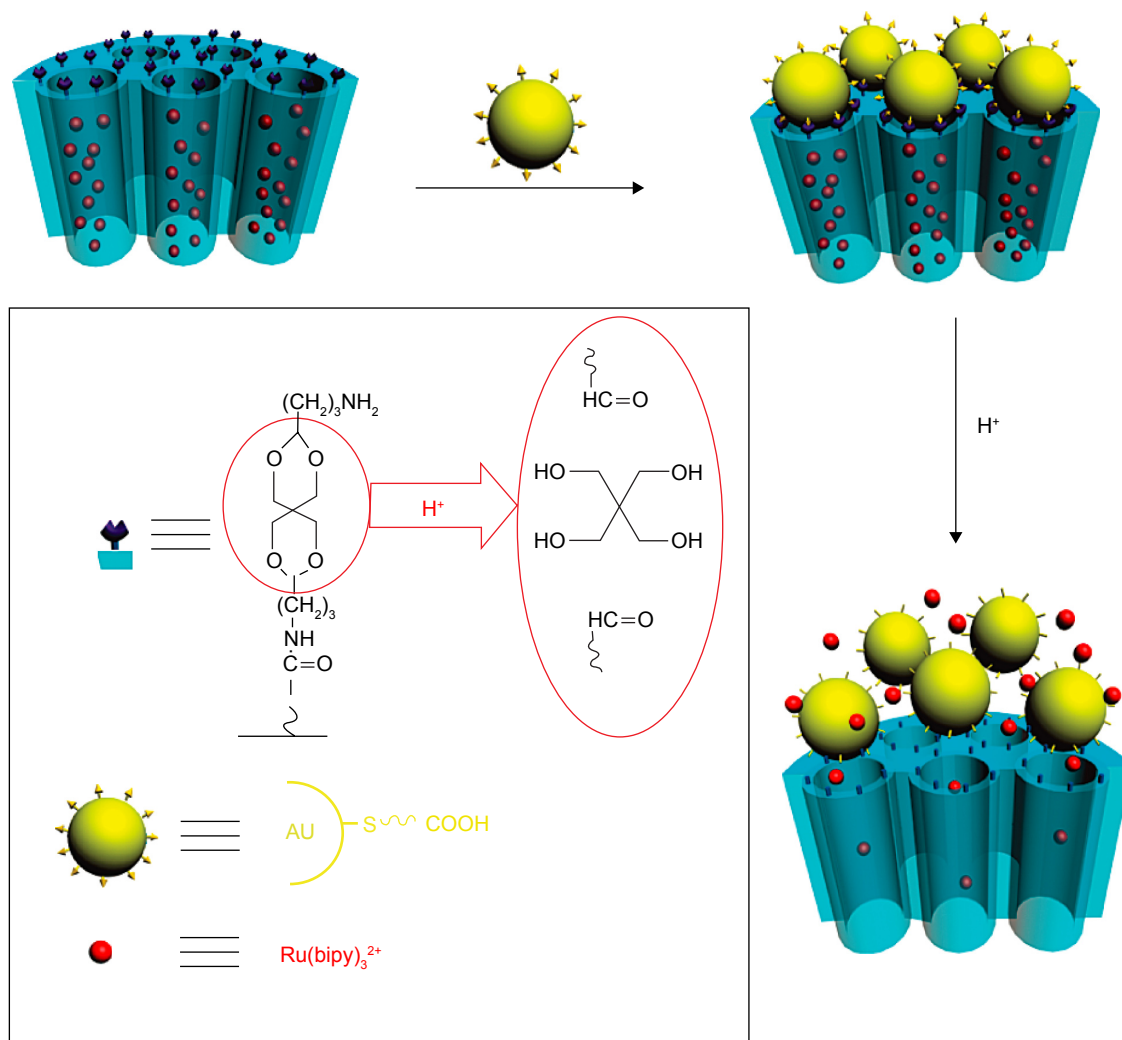 H⁺
(CH₂)₃NH₂
O O
O O
(CH₂)₃
NH
C=O
H⁺
HC=O
HO OH
HO OH
HC=O
AU S COOH
Ru(bipy)₃²⁺